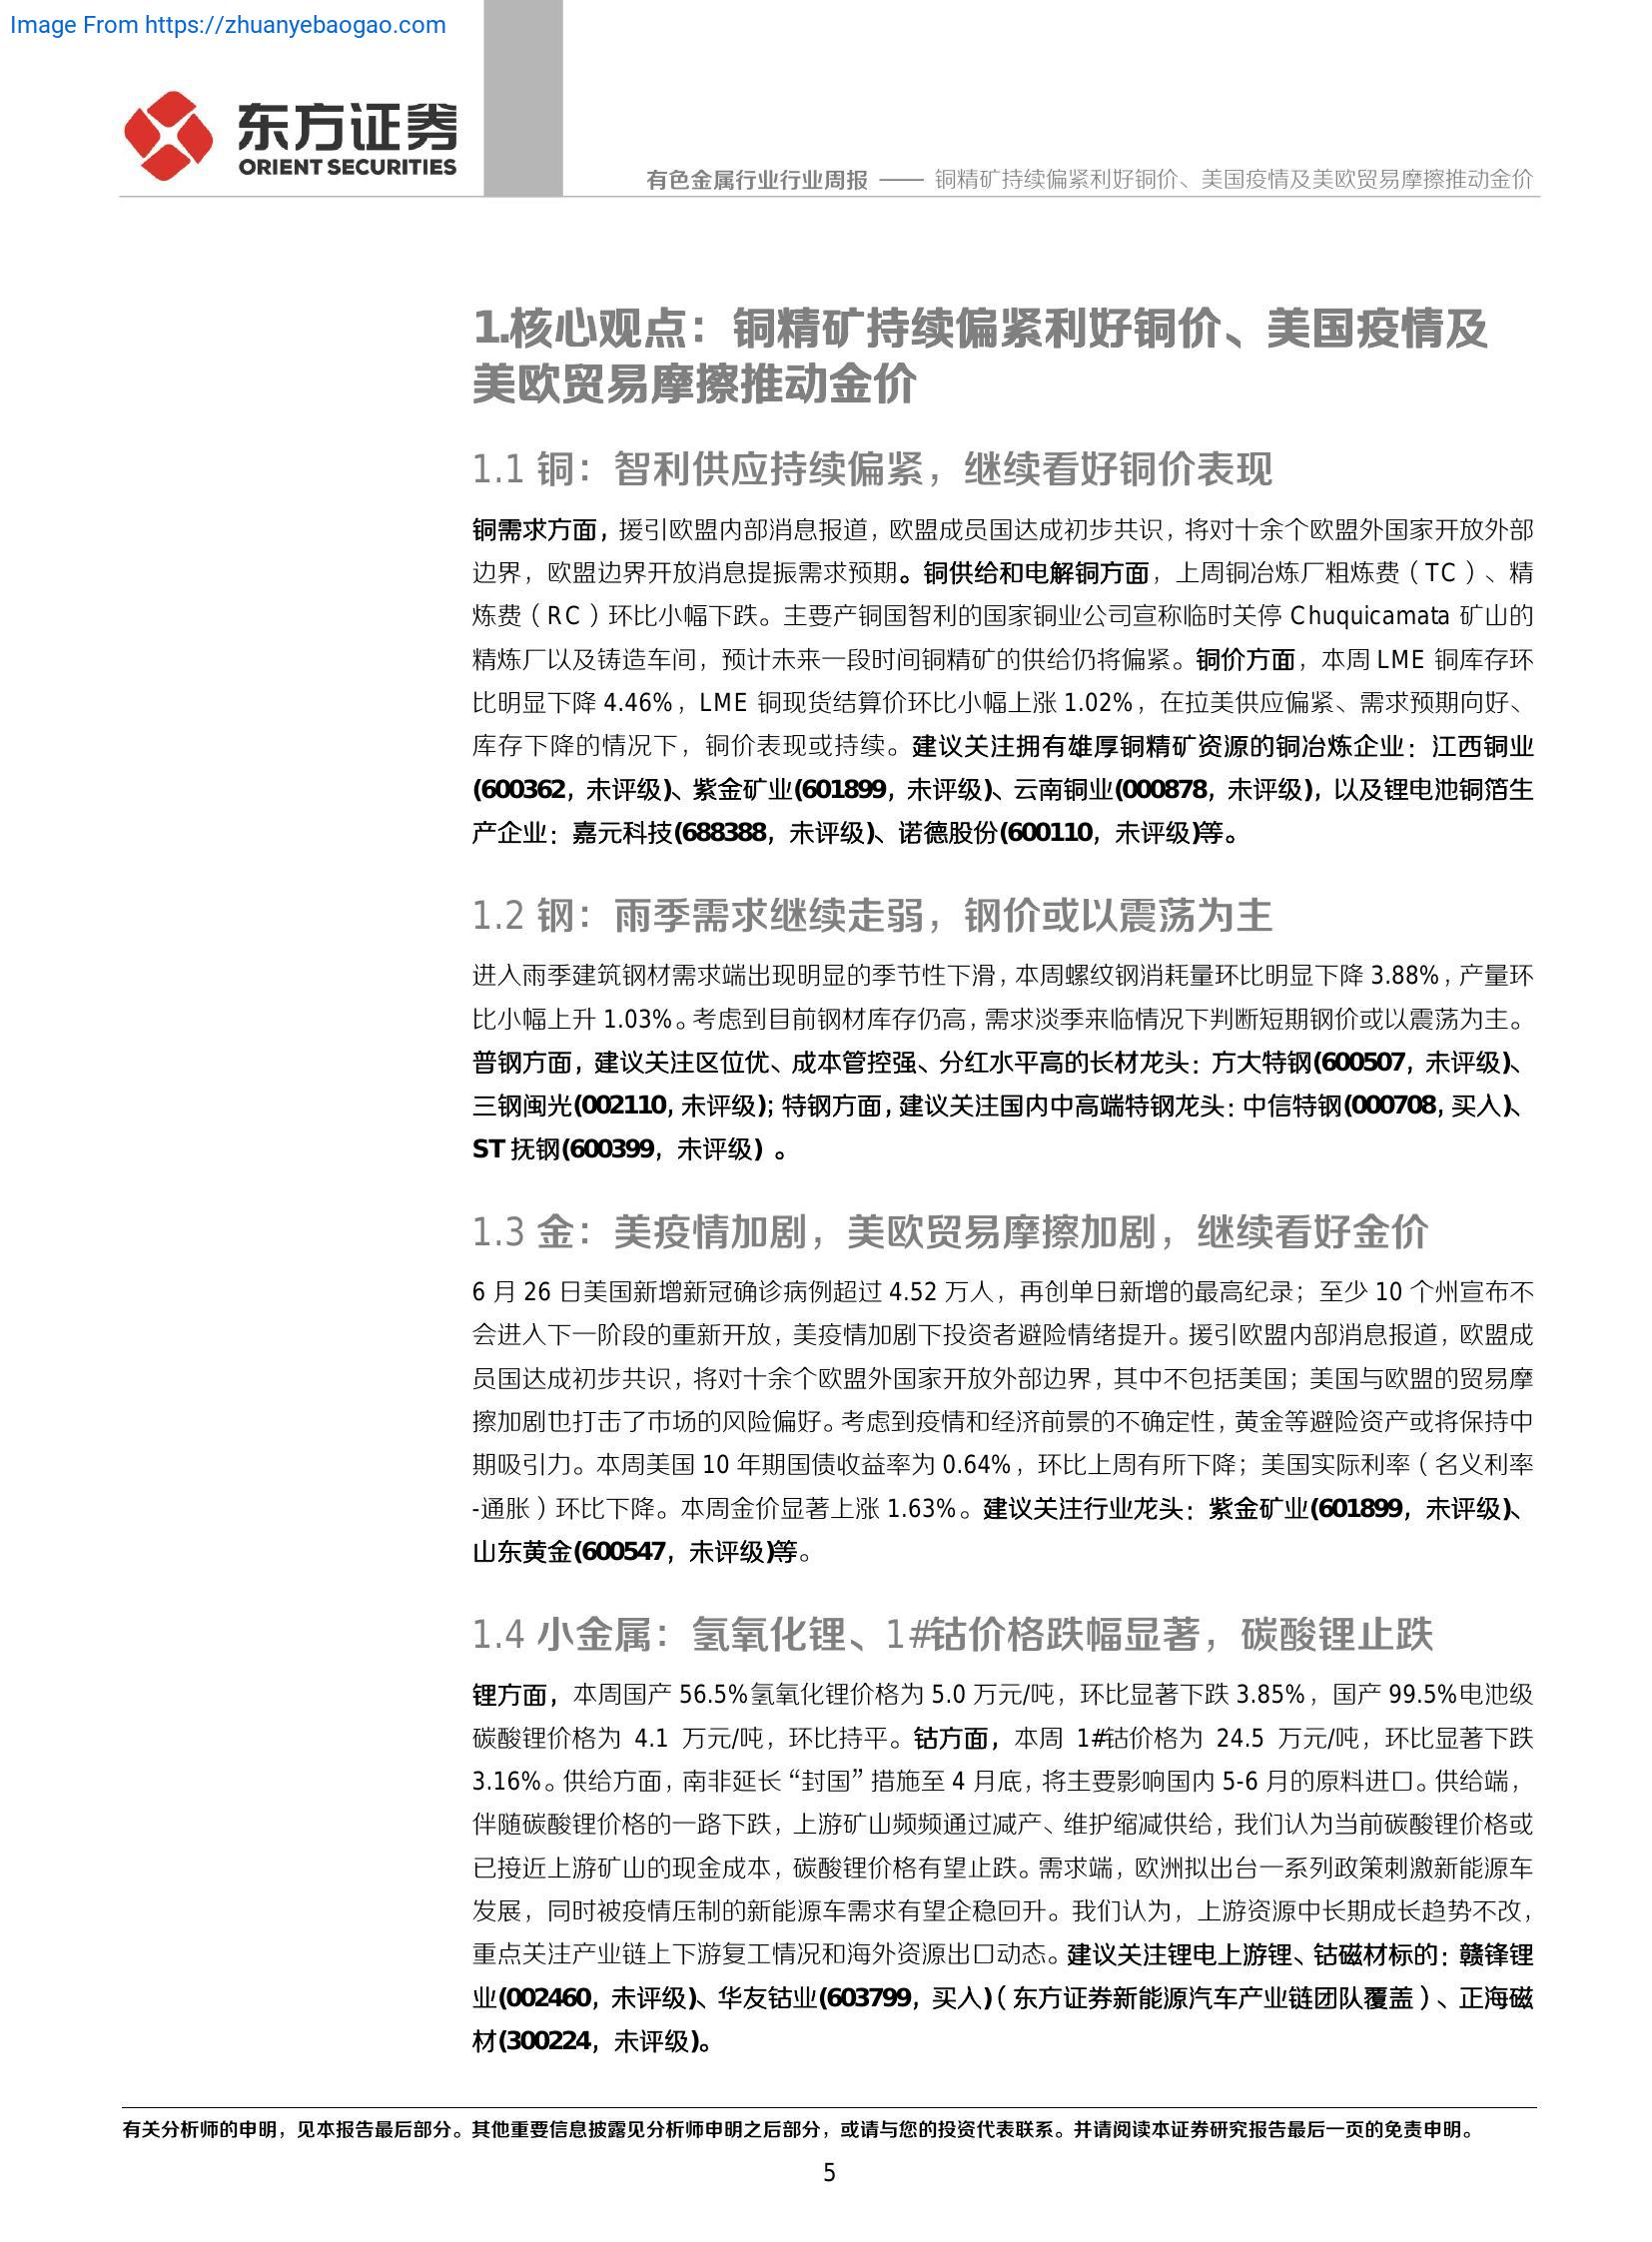 Image From https://zhuanyebaogao.com
东方证券
ORIENT SECURITIES
有色金属行业行业周报 —— 铜精矿持续偏紧利好铜价、美国疫情及美欧贸易摩擦推动金价
1.核心观点：铜精矿持续偏紧利好铜价、美国疫情及
美欧贸易摩擦推动金价
1.1 铜：智利供应持续偏紧，继续看好铜价表现
铜需求方面，援引欧盟内部消息报道，欧盟成员国达成初步共识，将对十余个欧盟外国家开放外部
边界，欧盟边界开放消息提振需求预期。铜供给和电解铜方面，上周铜冶炼厂粗炼费（TC）、精
炼费（RC）环比小幅下跌。主要产铜国智利的国家铜业公司宣称临时关停 Chuquicamata 矿山的
精炼厂以及铸造车间，预计未来一段时间铜精矿的供给仍将偏紧。铜价方面，本周 LME 铜库存环
比明显下降 4.46%，LME 铜现货结算价环比小幅上涨 1.02%，在拉美供应偏紧、需求预期向好、
库存下降的情况下，铜价表现或持续。建议关注拥有雄厚铜精矿资源的铜冶炼企业：江西铜业
(600362，未评级)、紫金矿业(601899，未评级)、云南铜业(000878，未评级)，以及锂电池铜箔生
产企业：嘉元科技(688388，未评级)、诺德股份(600110，未评级)等。
1.2 钢：雨季需求继续走弱，钢价或以震荡为主
进入雨季建筑钢材需求端出现明显的季节性下滑，本周螺纹钢消耗量环比明显下降 3.88%，产量环
比小幅上升 1.03%。考虑到目前钢材库存仍高，需求淡季来临情况下判断短期钢价或以震荡为主。
普钢方面，建议关注区位优、成本管控强、分红水平高的长材龙头：方大特钢(600507，未评级)、
三钢闽光(002110，未评级)；特钢方面，建议关注国内中高端特钢龙头：中信特钢(000708，买入)、
ST 抚钢(600399，未评级) 。
1.3 金：美疫情加剧，美欧贸易摩擦加剧，继续看好金价
6 月 26 日美国新增新冠确诊病例超过 4.52 万人，再创单日新增的最高纪录；至少 10 个州宣布不
会进入下一阶段的重新开放，美疫情加剧下投资者避险情绪提升。援引欧盟内部消息报道，欧盟成
员国达成初步共识，将对十余个欧盟外国家开放外部边界，其中不包括美国；美国与欧盟的贸易摩
擦加剧也打击了市场的风险偏好。考虑到疫情和经济前景的不确定性，黄金等避险资产或将保持中
期吸引力。本周美国 10 年期国债收益率为 0.64%，环比上周有所下降；美国实际利率（名义利率
-通胀）环比下降。本周金价显著上涨 1.63%。建议关注行业龙头：紫金矿业(601899，未评级)、
山东黄金(600547，未评级)等。
1.4 小金属：氢氧化锂、1#钴价格跌幅显著，碳酸锂止跌
锂方面，本周国产 56.5%氢氧化锂价格为 5.0 万元/吨，环比显著下跌 3.85%，国产 99.5%电池级
碳酸锂价格为 4.1 万元/吨，环比持平。钴方面，本周 1#钴价格为 24.5 万元/吨，环比显著下跌
3.16%。供给方面，南非延长“封国”措施至 4 月底，将主要影响国内 5-6 月的原料进口。供给端，
伴随碳酸锂价格的一路下跌，上游矿山频频通过减产、维护缩减供给，我们认为当前碳酸锂价格或
已接近上游矿山的现金成本，碳酸锂价格有望止跌。需求端，欧洲拟出台一系列政策刺激新能源车
发展，同时被疫情压制的新能源车需求有望企稳回升。我们认为，上游资源中长期成长趋势不改，
重点关注产业链上下游复工情况和海外资源出口动态。建议关注锂电上游锂、钴磁材标的：赣锋锂
业(002460，未评级)、华友钴业(603799，买入)（东方证券新能源汽车产业链团队覆盖）、正海磁
材(300224，未评级)。
有关分析师的申明，见本报告最后部分。其他重要信息披露见分析师申明之后部分，或请与您的投资代表联系。并请阅读本证券研究报告最后一页的免责申明。
5